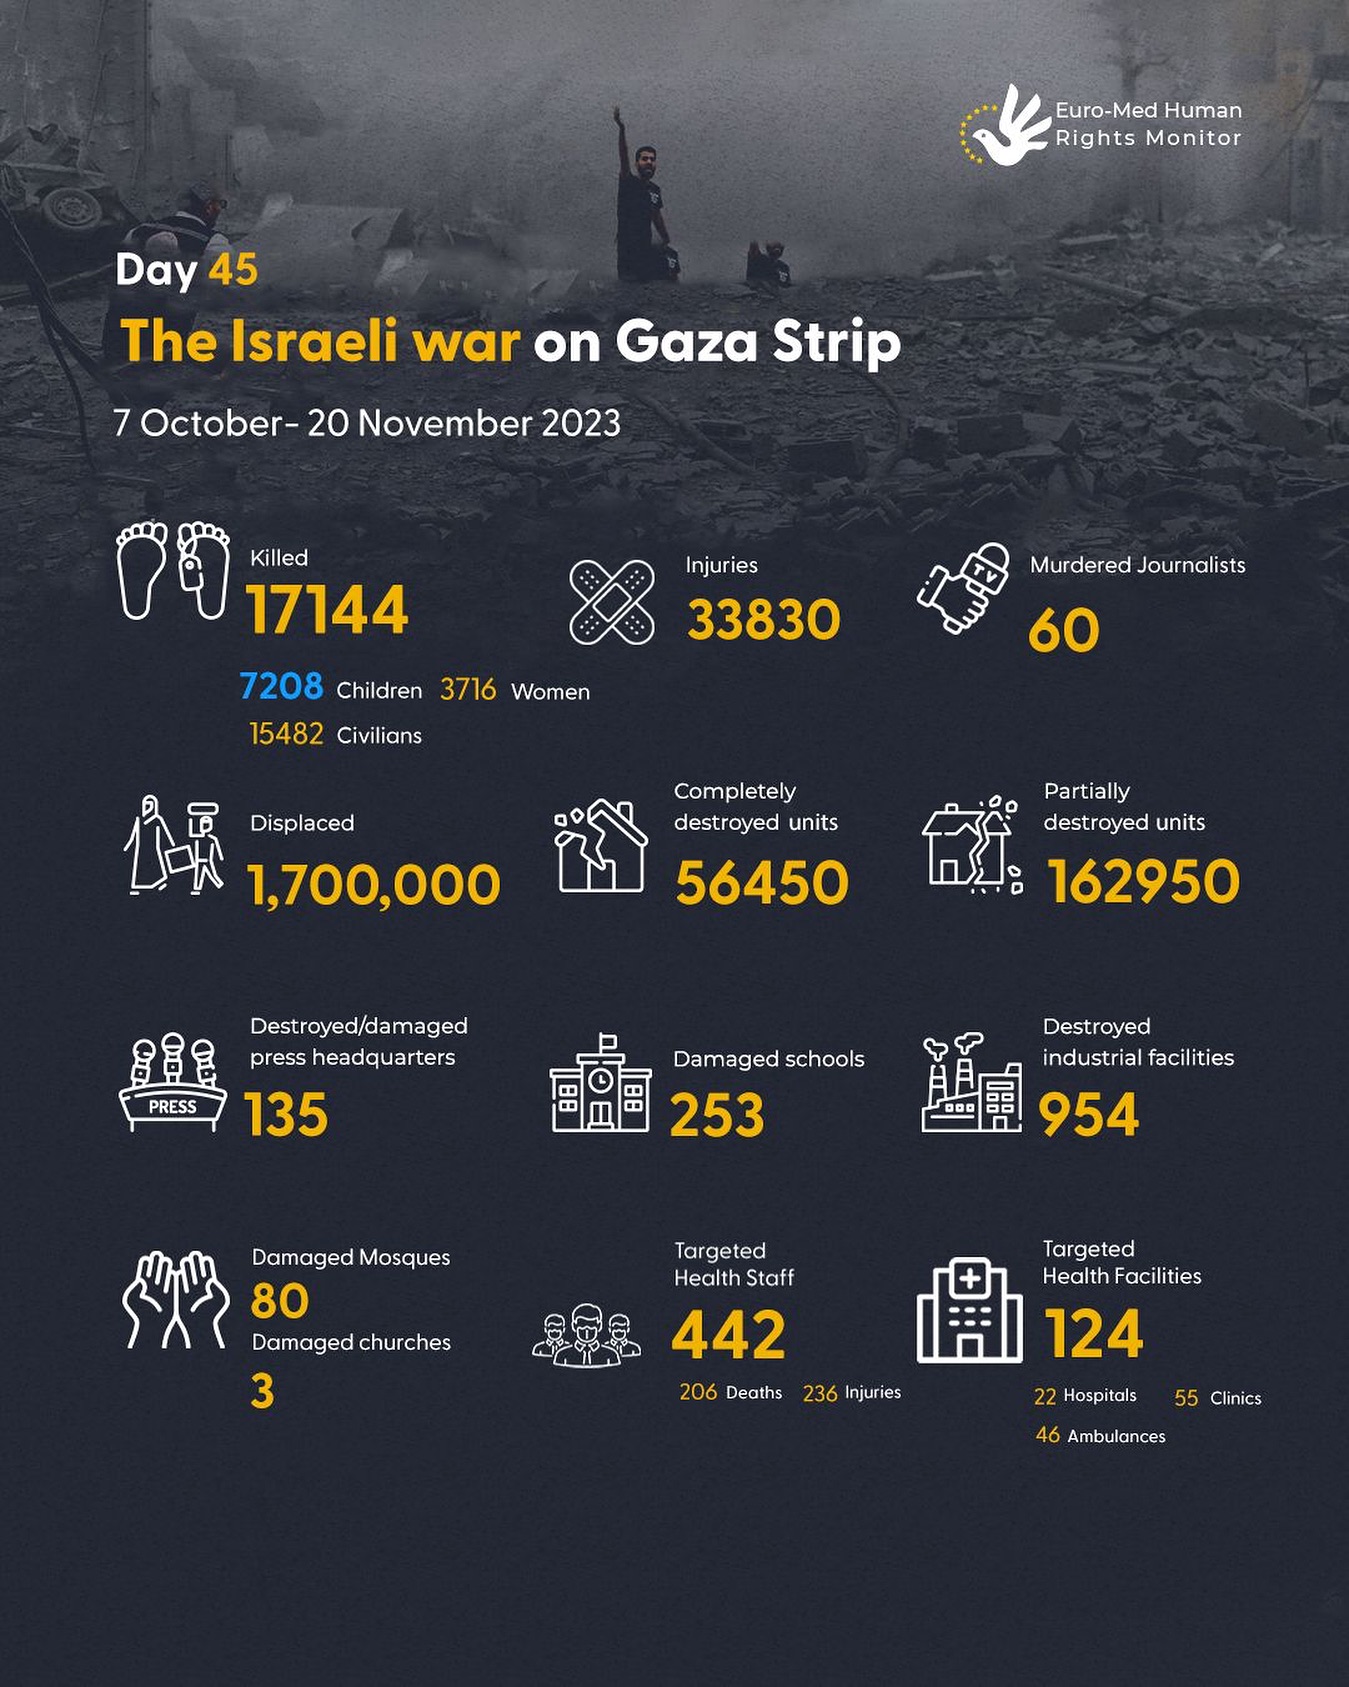 Euro-Med Human
Rights Monitor
Day 45
The Israeli war on Gaza Strip
7 October- 20 November 2023
Killed
17144
7208 Children 3716 Women
15482 Civilians
Injuries
33830
TV
Murdered Journalists
60
Displaced
1,700,000
Completely
destroyed units
56450
Partially
destroyed units
162950
PRESS
Destroyed/damaged
press headquarters
135
Damaged schools
253
Destroyed
industrial facilities
954
Damaged Mosques
80
Damaged churches
3
Targeted
Health Staff
442
206 Deaths 236 Injuries
Targeted
Health Facilities
124
22 Hospitals 55 Clinics
46 Ambulances